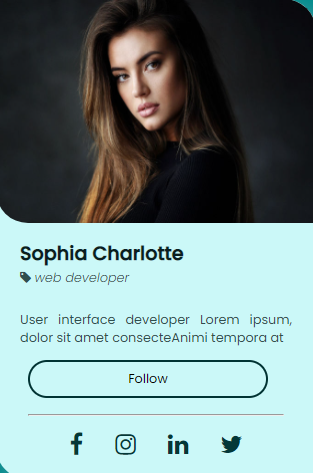 Sophia Charlotte
web developer
User interface developer Lorem ipsum,
dolor sit amet consecteAnimi tempora at
Follow